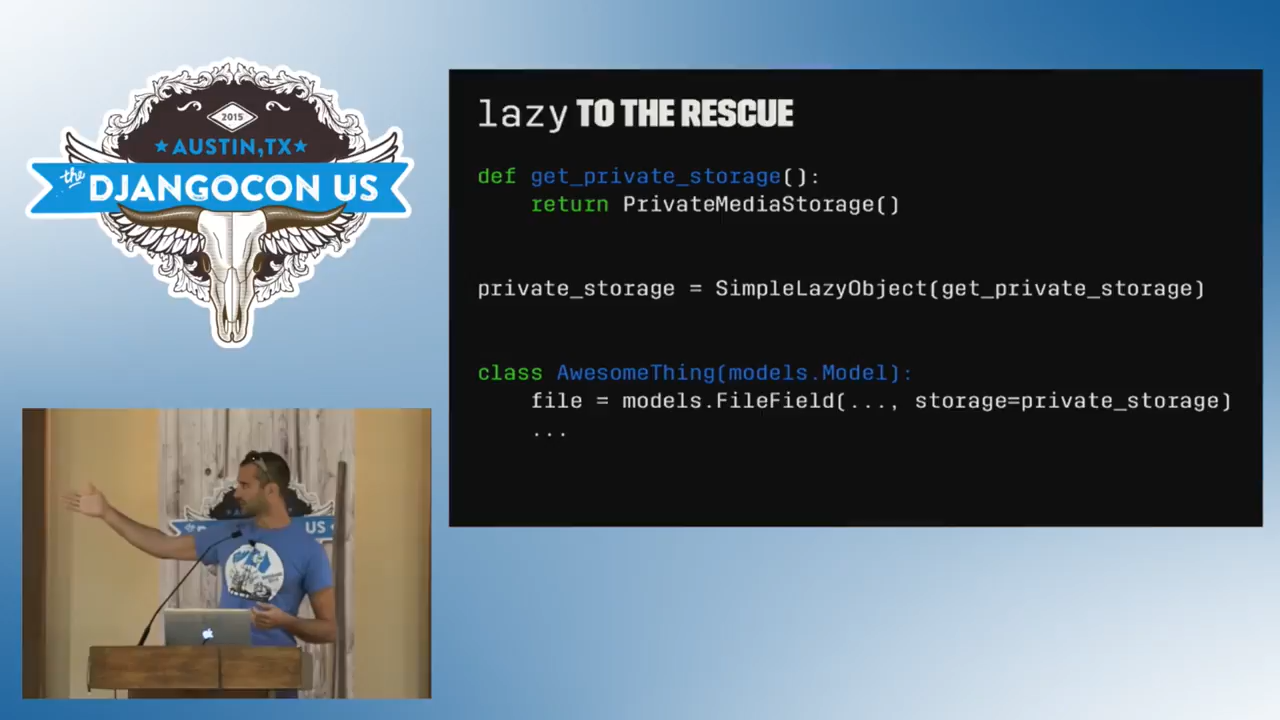 2015
★AUSTIN,TX★
the
DJANGOCON US
lazy TO THE RESCUE
def get_private_storage():
    return PrivateMediaStorage()
private_storage = SimpleLazyObject(get_private_storage)
class AwesomeThing(models.Model):
    file = models.FileField(..., storage=private_storage)
    ...
US